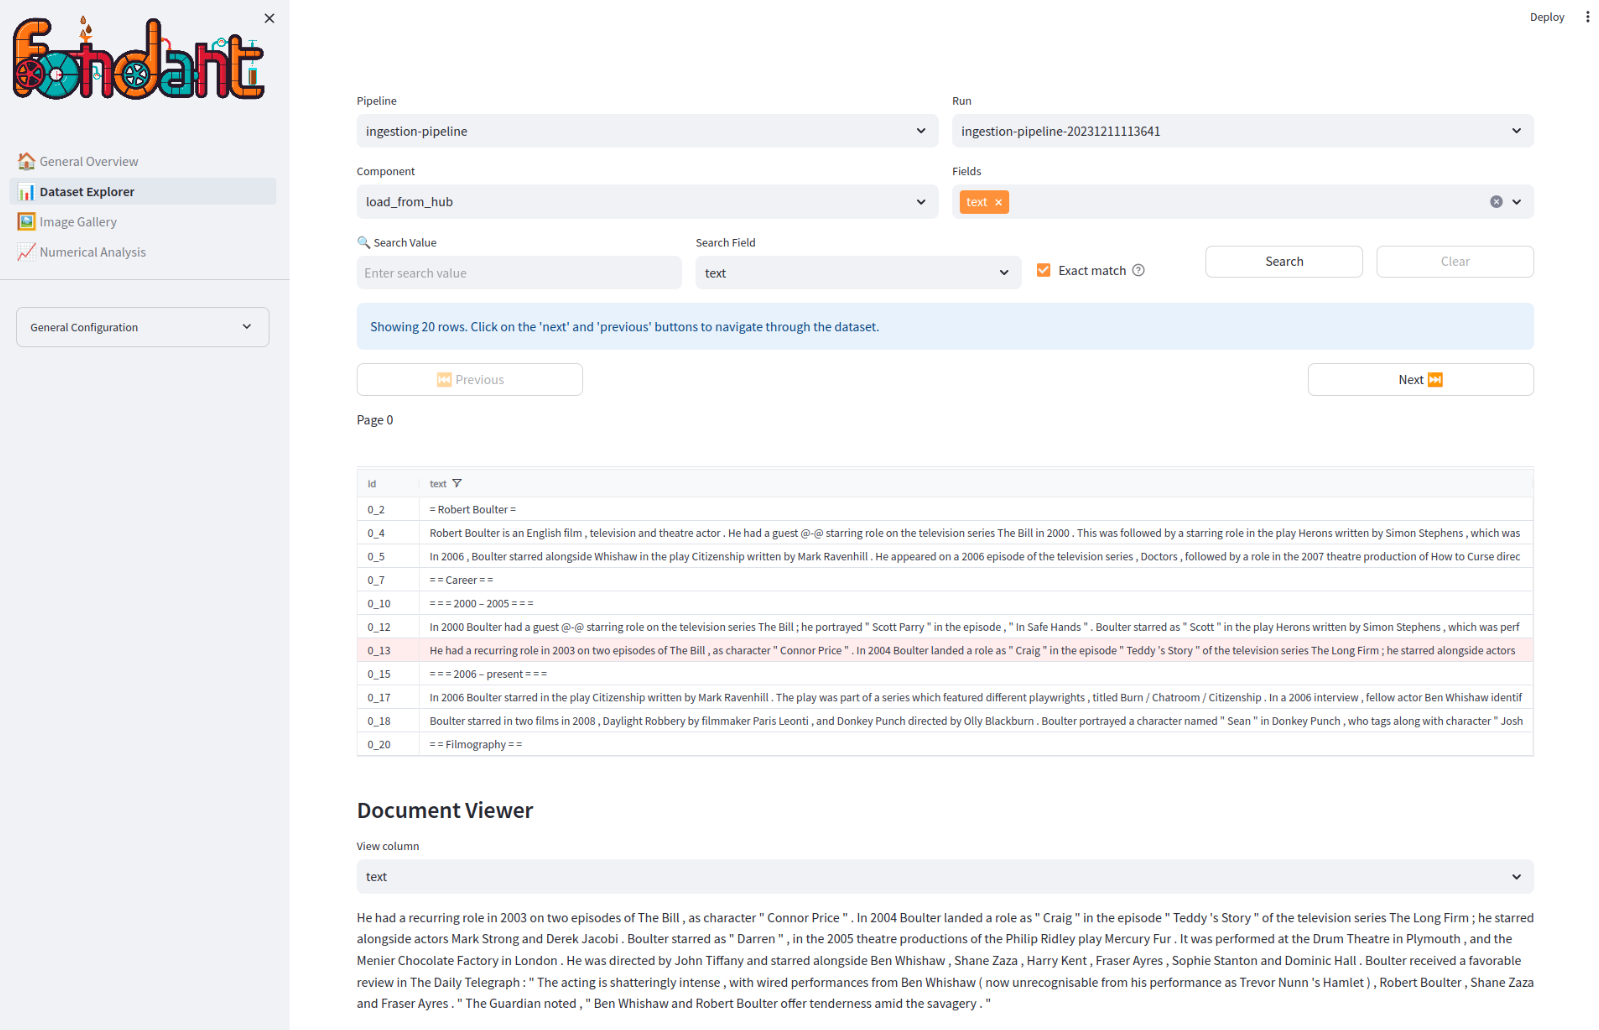 fondant
Deploy
General Overview
Dataset Explorer
Image Gallery
Numerical Analysis
General Configuration
Pipeline
Run
ingestion-pipeline
ingestion-pipeline-20231211113641
Component
Fields
load_from_hub
text
Search Value
Search Field
Enter search value
text
Exact match
Search
Clear
Showing 20 rows. Click on the 'next' and 'previous' buttons to navigate through the dataset.
Previous
Next
Page 0
id text
0_2 = Robert Boulter =
0_4 Robert Boulter is an English film , television and theatre actor . He had a guest @-@ starring role on the television series The Bill in 2000 . This was followed by a starring role in the play Herons written by Simon Stephens , which was
0_5 In 2006 , Boulter starred alongside Whishaw in the play Citizenship written by Mark Ravenhill . He appeared on a 2006 episode of the television series , Doctors , followed by a role in the 2007 theatre production of How to Curse direc
0_7 = = Career = =
0_10 = = = 2000 – 2005 = = =
0_12 In 2000 Boulter had a guest @-@ starring role on the television series The Bill ; he portrayed " Scott Parry " in the episode , " In Safe Hands " . Boulter starred as " Scott " in the play Herons written by Simon Stephens , which was perf
0_13 He had a recurring role in 2003 on two episodes of The Bill , as character " Connor Price " . In 2004 Boulter landed a role as " Craig " in the episode " Teddy 's Story " of the television series The Long Firm ; he starred alongside actors
0_15 = = = 2006 – present = = =
0_17 In 2006 Boulter starred in the play Citizenship written by Mark Ravenhill . The play was part of a series which featured different playwrights , titled Burn / Chatroom / Citizenship . In a 2006 interview , fellow actor Ben Whishaw identif
0_18 Boulter starred in two films in 2008 , Daylight Robbery by filmmaker Paris Leonti , and Donkey Punch directed by Olly Blackburn . Boulter portrayed a character named " Sean " in Donkey Punch , who tags along with character " Josh
0_20 = = Filmography = =
Document Viewer
View column
text
He had a recurring role in 2003 on two episodes of The Bill , as character " Connor Price " . In 2004 Boulter landed a role as " Craig " in the episode " Teddy 's Story " of the television series The Long Firm ; he starred
alongside actors Mark Strong and Derek Jacobi . Boulter starred as " Darren " , in the 2005 theatre productions of the Philip Ridley play Mercury Fur . It was performed at the Drum Theatre in Plymouth , and the
Menier Chocolate Factory in London . He was directed by John Tiffany and starred alongside Ben Whishaw , Shane Zaza , Harry Kent , Fraser Ayres , Sophie Stanton and Dominic Hall . Boulter received a favorable
review in The Daily Telegraph : " The acting is shatteringly intense , with wired performances from Ben Whishaw ( now unrecognisable from his performance as Trevor Nunn 's Hamlet ) , Robert Boulter , Shane Zaza
and Fraser Ayres . " The Guardian noted , " Ben Whishaw and Robert Boulter offer tenderness amid the savagery . "